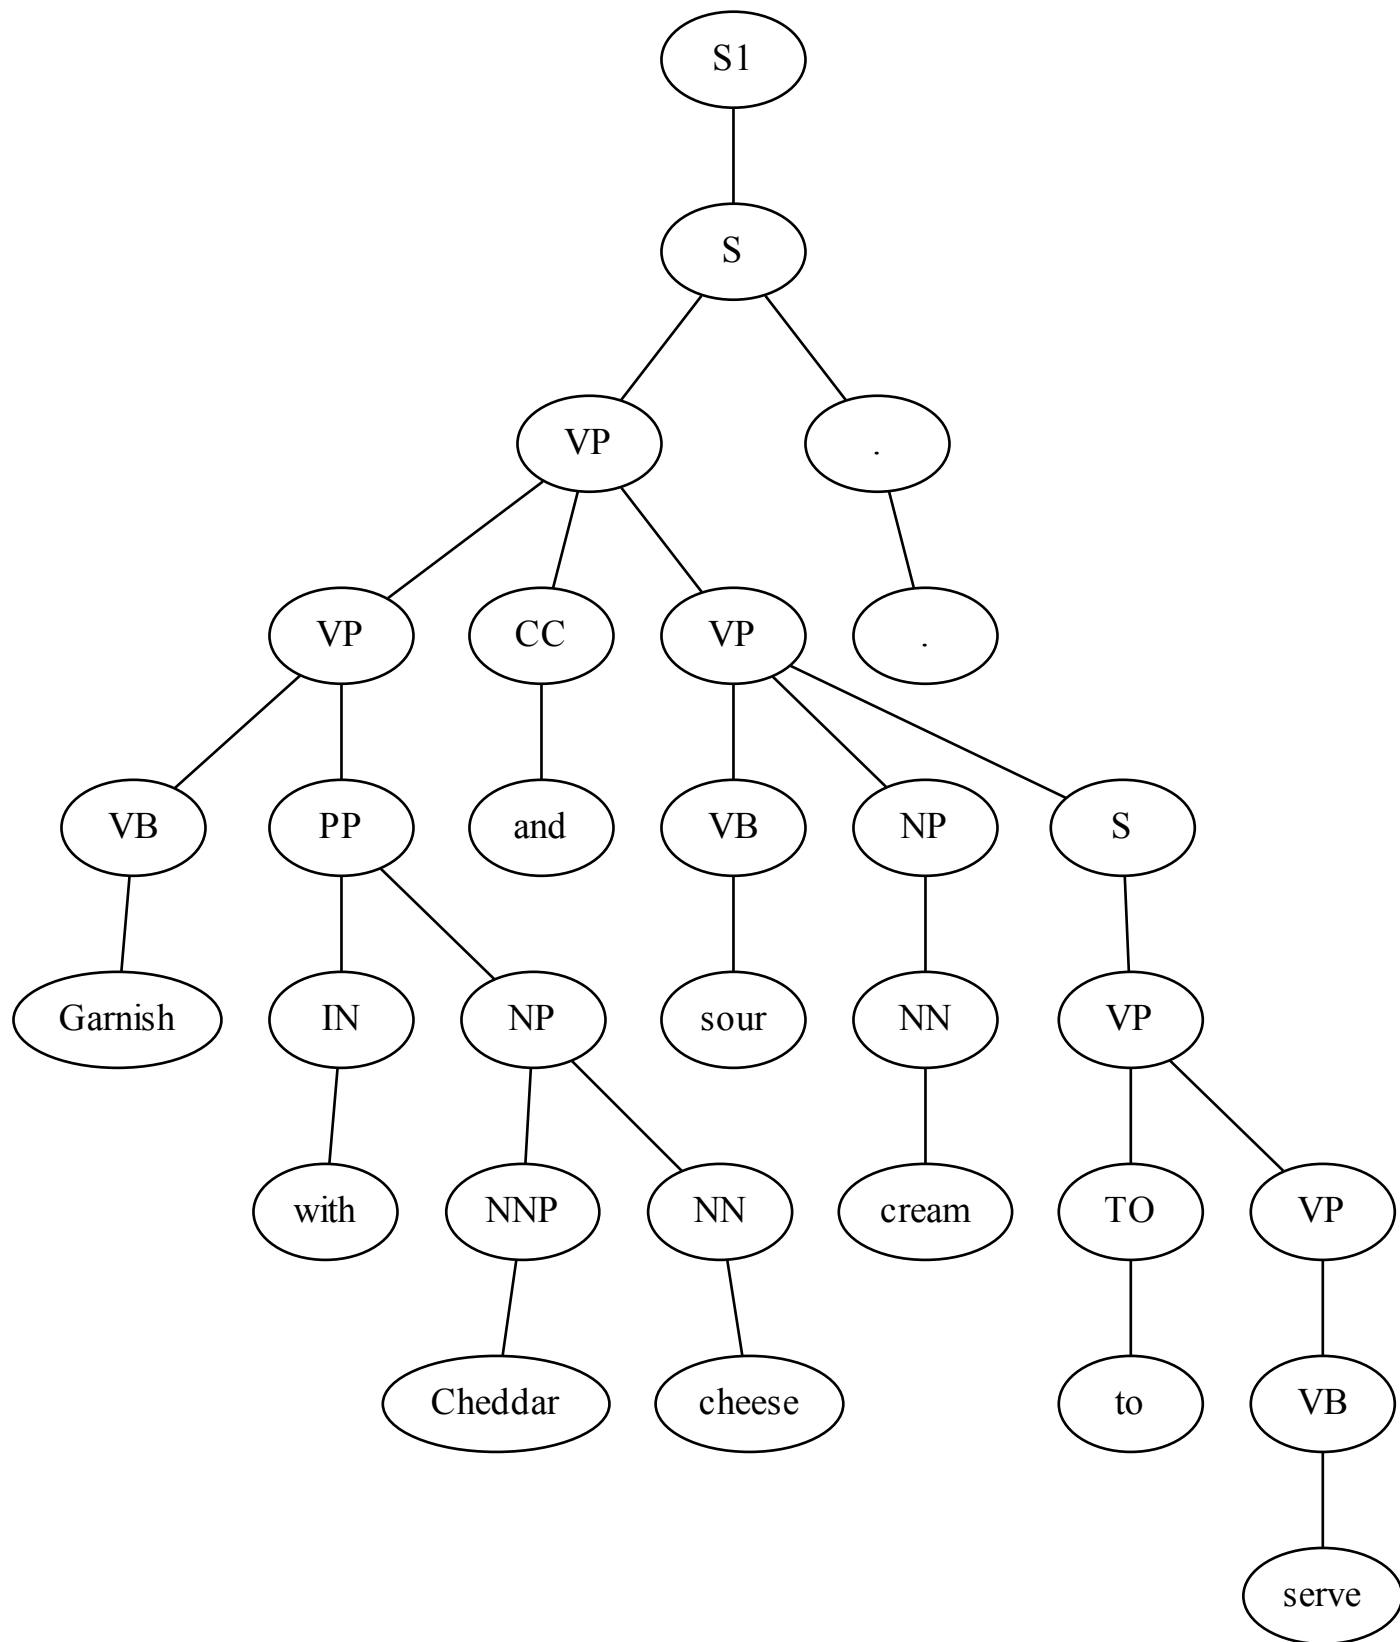 S1
S
VP .
VP CC VP .
VB PP and VB NP S
Garnish IN NP sour NN VP
with NNP NN cream TO VP
Cheddar cheese to VB
serve